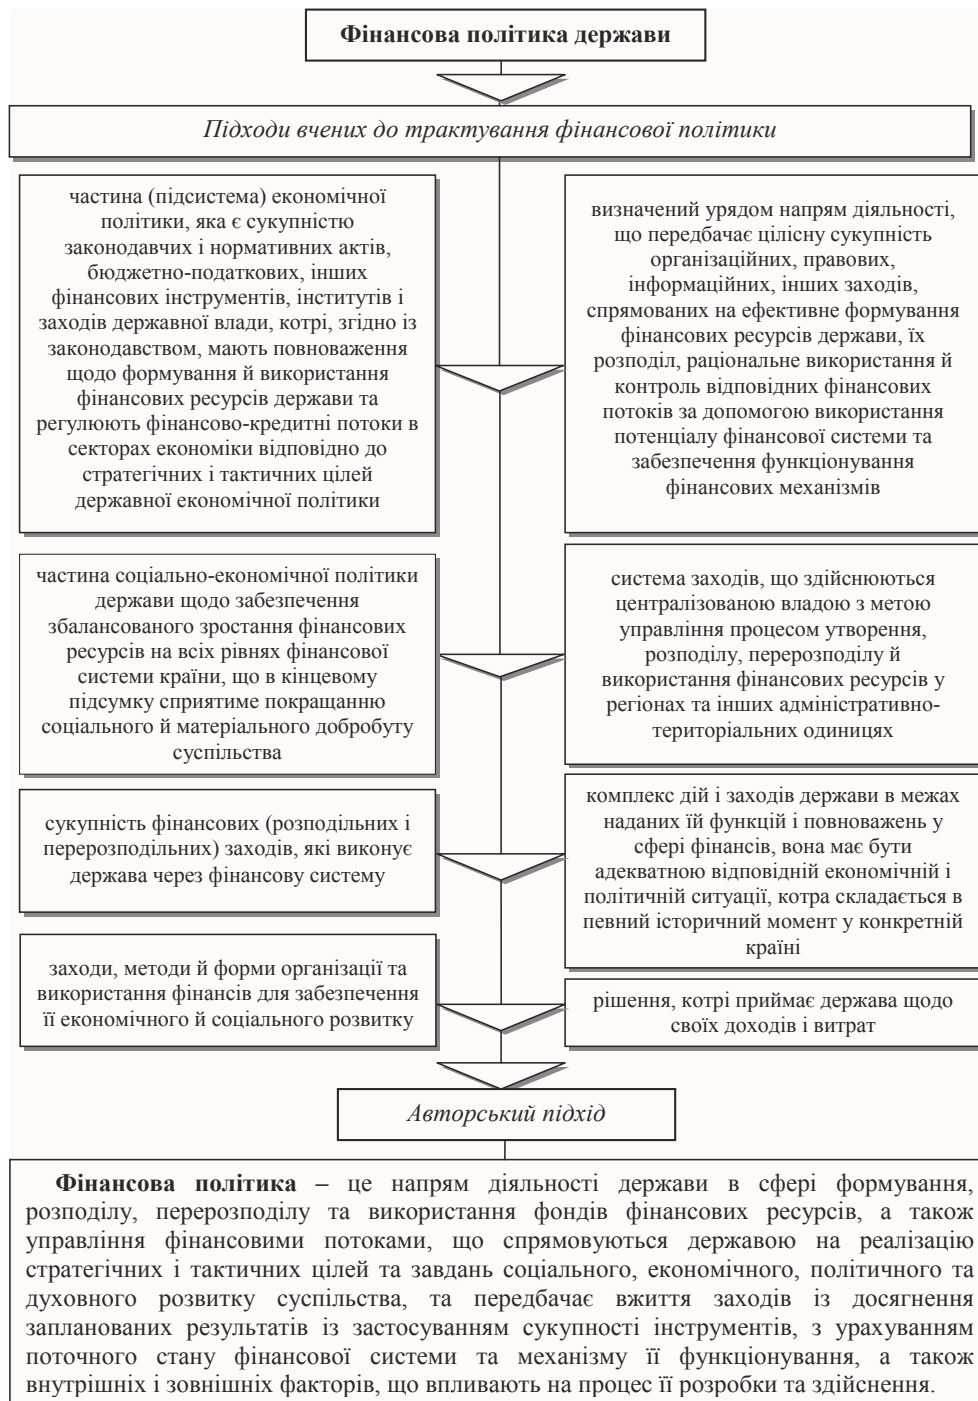 Фінансова політика держави
Підходи вчених до трактування фінансової політики
частина (підсистема) економічної
політики, яка є сукупністю
законодавчих і нормативних актів,
бюджетно-податкових, інших
фінансових інструментів, інститутів і
заходів державної влади, котрі, згідно із
законодавством, мають повноваження
щодо формування й використання
фінансових ресурсів держави та
регулюють фінансово-кредитні потоки в
секторах економіки відповідно до
стратегічних і тактичних цілей
державної економічної політики
визначений урядом напрям діяльності,
що передбачає цілісну сукупність
організаційних, правових,
інформаційних, інших заходів,
спрямованих на ефективне формування
фінансових ресурсів держави, їх
розподіл, раціональне використання й
контроль відповідних фінансових
потоків за допомогою використання
потенціалу фінансової системи та
забезпечення функціонування
фінансових механізмів
частина соціально-економічної політики
держави щодо забезпечення
збалансованого зростання фінансових
ресурсів на всіх рівнях фінансової
системи країни, що в кінцевому
підсумку сприятиме покращанню
соціального й матеріального добробуту
суспільства
система заходів, що здійснюються
централізованою владою з метою
управління процесом утворення,
розподілу, перерозподілу й
використання фінансових ресурсів у
регіонах та інших адміністративно-
територіальних одиницях
сукупність фінансових (розподільних і
перерозподільних) заходів, які виконує
держава через фінансову систему
комплекс дій і заходів держави в межах
наданих їй функцій і повноважень у
сфері фінансів, вона має бути
адекватною відповідній економічній і
політичній ситуації, котра складається в
певний історичний момент у конкретній
країні
заходи, методи й форми організації та
використання фінансів для забезпечення
її економічного й соціального розвитку
рішення, котрі приймає держава щодо
своїх доходів і витрат
Авторський підхід
Фінансова політика – це напрям діяльності держави в сфері формування,
розподілу, перерозподілу та використання фондів фінансових ресурсів, а також
управління фінансовими потоками, що спрямовуються державою на реалізацію
стратегічних і тактичних цілей та завдань соціального, економічного, політичного та
духовного розвитку суспільства, та передбачає вжиття заходів із досягнення
запланованих результатів із застосуванням сукупності інструментів, з урахуванням
поточного стану фінансової системи та механізму її функціонування, а також
внутрішніх і зовнішніх факторів, що впливають на процес її розробки та здійснення.